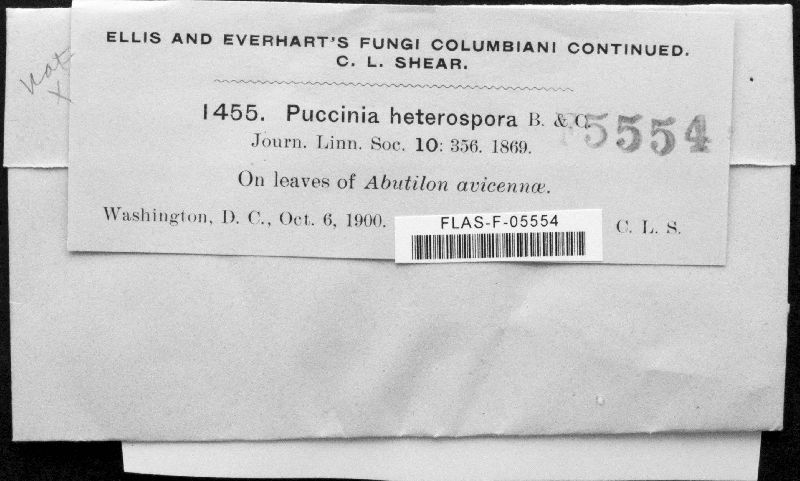 ELLIS AND EVERHART'S FUNGI COLUMBIANI CONTINUED.
C. L. SHEAR.
1455. Puccinia heterospora B. & C.
F5554
Journ. Linn. Soc. 10: 356. 1869.
On leaves of Abutilon avicennæ.
Washington, D. C., Oct. 6, 1900.
C. L. S.
FLAS-F-05554